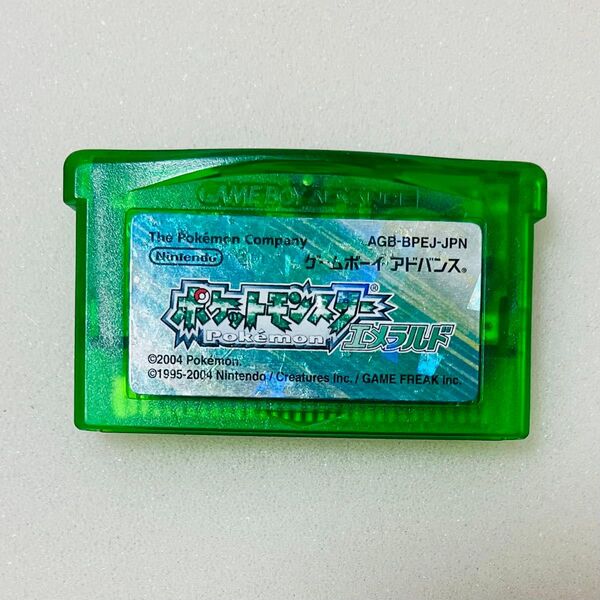 GAME BOY ADVANCE
The Pokémon Company
AGB-BPEJ-JPN
Nintendo
ゲームボーイ アドバンス®
ポケットモンスター®
Pokémon
エメラルド
©2004 Pokémon.
©1995-2004 Nintendo / Creatures inc. / GAME FREAK inc.